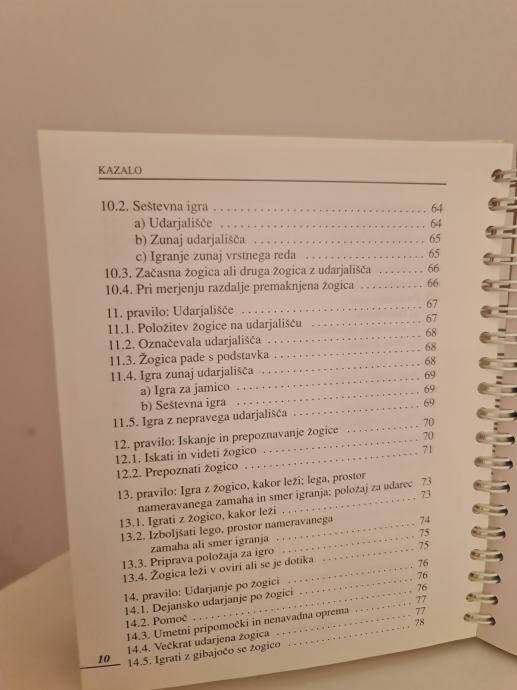 KAZALO
10.2. Seštevna igra 64
a) Udarjališče 64
b) Zunaj udarjališča 65
c) Igranje zunaj vrstnega reda 65
10.3. Začasna žogica ali druga žogica z udarjališča 66
10.4. Pri merjenju razdalje premaknjena žogica 66
11. pravilo: Udarjališče 67
11.1. Položitev žogice na udarjališču 67
11.2. Označevala udarjališča 68
11.3. Žogica pade s podstavka 68
11.4. Igra zunaj udarjališča 68
a) Igra za jamico 69
b) Seštevna igra 69
11.5. Igra z nepravega udarjališča 69
12. pravilo: Iskanje in prepoznavanje žogice 70
12.1. Iskati in videti žogico 70
12.2. Prepoznati žogico 71
13. pravilo: Igra z žogico, kakor leži; lega, prostor
nameravanega zamaha in smer igranja; položaj za udarec 73
13.1. Igrati z žogico, kakor leži 73
13.2. Izboljšati lego, prostor nameravanega
zamaha ali smer igranja 74
13.3. Priprava položaja za igro 75
13.4. Žogica leži v oviri ali se je dotika 75
14. pravilo: Udarjanje po žogici 76
14.1. Dejansko udarjanje po žogici 76
14.2. Pomoč 76
14.3. Umetni pripomočki in nenavadna oprema 77
14.4. Večkrat udarjena žogica 77
14.5. Igrati z gibajočo se žogico 78
10